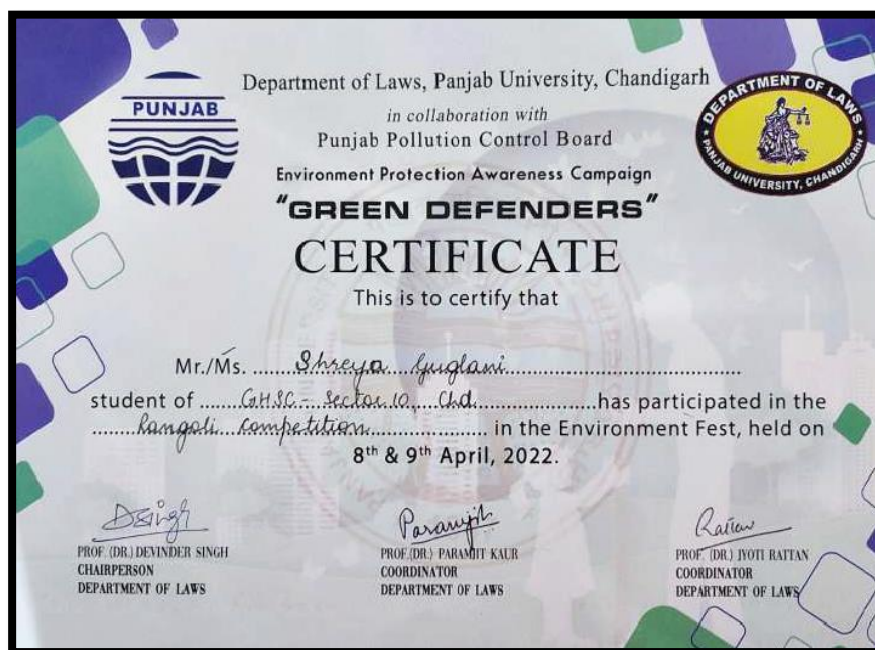 Department of Laws, Panjab University, Chandigarh
in collaboration with
Punjab Pollution Control Board
Environment Protection Awareness Campaign
"GREEN DEFENDERS"
CERTIFICATE
This is to certify that
PUNJAB
DEPARTMENT OF LAWS
PANJAB UNIVERSITY, CHANDIGARH
Mr./Ms. Shreya Guglani
student of GHSC - Sector 10, Chd. has participated in the
Rangoli Competition in the Environment Fest, held on
8th & 9th April, 2022.
DSingh
Paramjit
Rattan
PROF. (DR.) DEVINDER SINGH
CHAIRPERSON
DEPARTMENT OF LAWS
PROF.(DR.) PARAMJIT KAUR
COORDINATOR
DEPARTMENT OF LAWS
PROF. (DR.) JYOTI RATTAN
COORDINATOR
DEPARTMENT OF LAWS